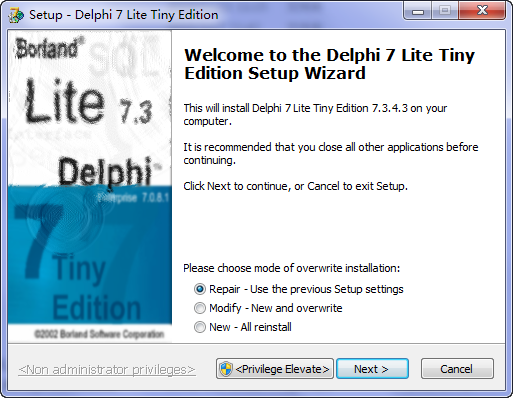 Setup - Delphi 7 Lite Tiny Edition
Borland®
Lite 7.3
Delphi™
Enterprise 7.0.8.1
7
Tiny
Edition
©2002 Borland Software Corporation
Welcome to the Delphi 7 Lite Tiny
Edition Setup Wizard
This will install Delphi 7 Lite Tiny Edition 7.3.4.3 on your
computer.
It is recommended that you close all other applications before
continuing.
Click Next to continue, or Cancel to exit Setup.
Please choose mode of overwrite installation:
Repair - Use the previous Setup settings
Modify - New and overwrite
New - All reinstall
<Non administrator privileges>
<Privilege Elevate>
Next >
Cancel